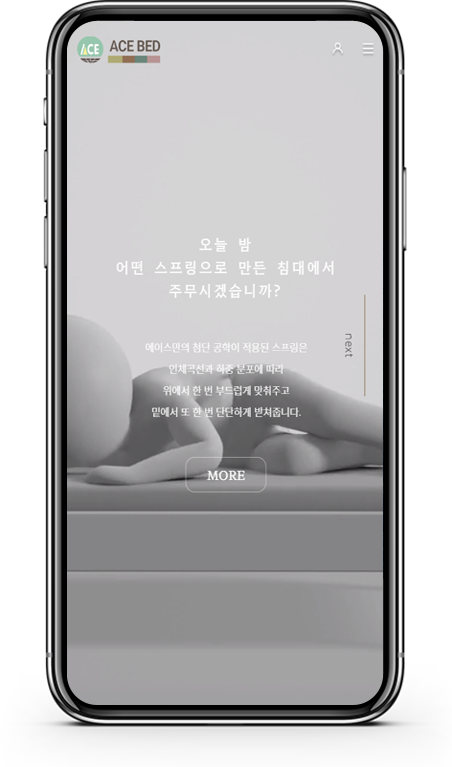 ACE
ACE BED
오늘 밤
어떤 스프링으로 만든 침대에서
주무시겠습니까?
에이스만의 첨단 공학이 적용된 스프링은
인체곡선과 하중 분포에 따라
위에서 한 번 부드럽게 맞춰주고
밑에서 또 한 번 단단하게 받쳐줍니다.
next
MORE